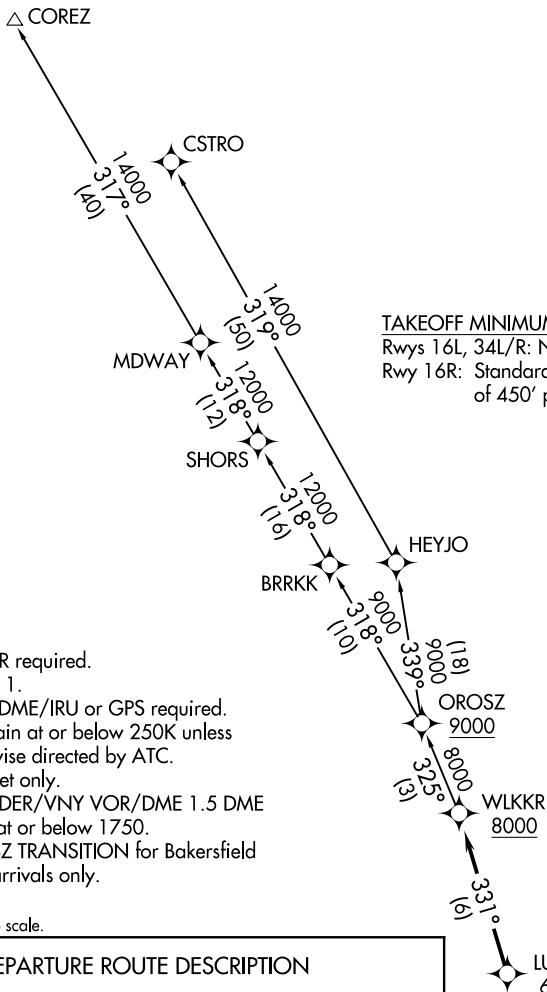 COREZ
CSTRO
14000
317°
(40)
14000
319°
(50)
TAKEOFF MINIMUM
Rwys 16L, 34L/R: N
Rwy 16R: Standard
of 450' p
MDWAY
12000
318°
(12)
SHORS
12000
318°
(16)
HEYJO
BRRKK
9000
318°
(10)
(18)
9000
339°
R required.
1.
DME/IRU or GPS required.
ain at or below 250K unless
wise directed by ATC.
et only.
DER/VNY VOR/DME 1.5 DME
at or below 1750.
Z TRANSITION for Bakersfield
arrivals only.
OROSZ
9000
8000
325°
(3)
WLKKR
8000
331°
(6)
scale.
EPARTURE ROUTE DESCRIPTION
LU
6